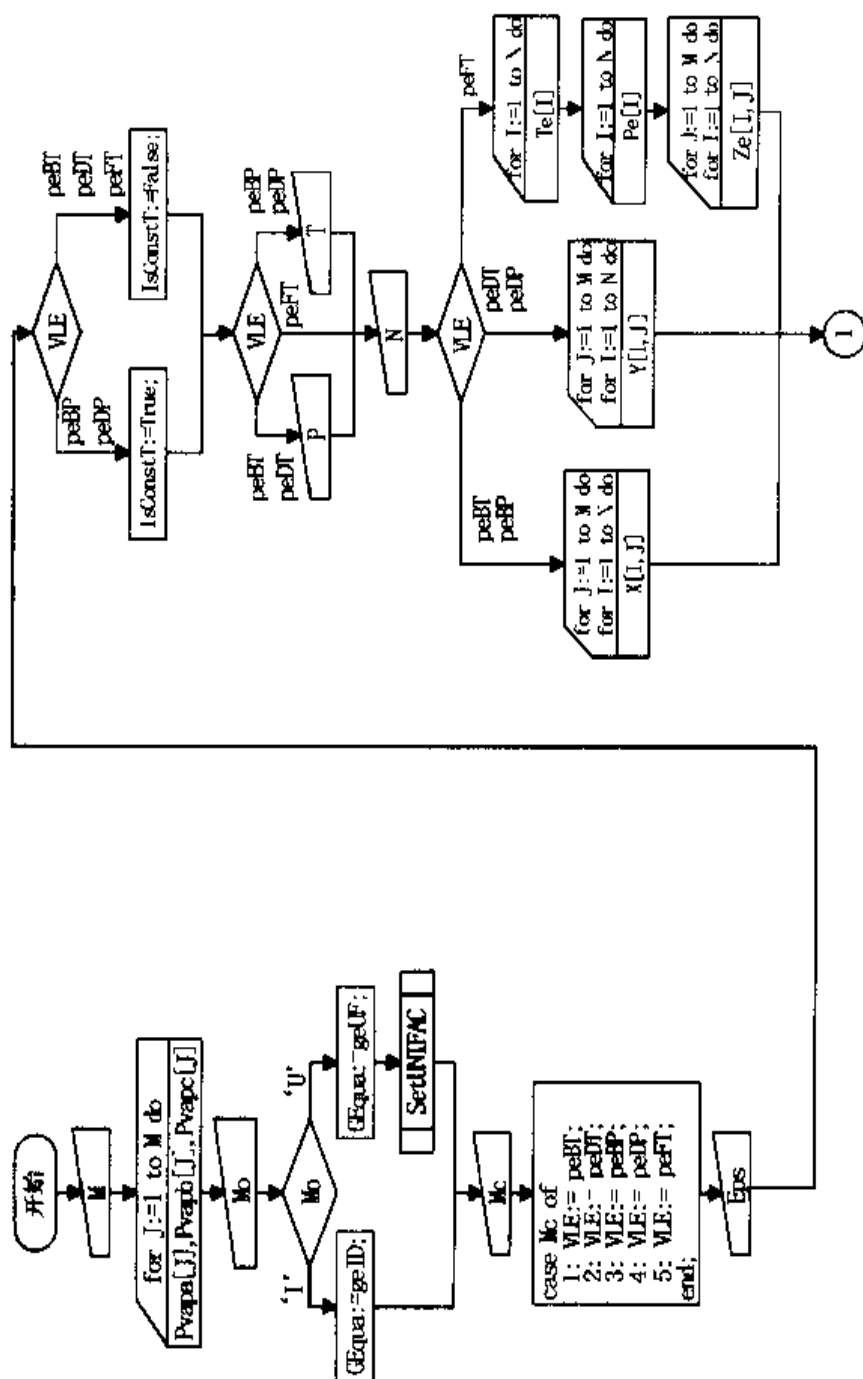 开始
M
for J:=1 to M do
Pvapa[J],Pvapb[J],Pvapc[J]
Mo
Mo
'I'
'U'
GEqua:=geID;
GEqua:=geUF;
SetUNIFAC
Mc
case Mc of
1: VLE:= peBT;
2: VLE:= peDT;
3: VLE:= peBP;
4: VLE:= peDP;
5: VLE:= peFT;
end;
Eps
VLE
peBP
peDP
peBT
peDT
peFT
IsConstT:=True;
IsConstT:=False;
VLE
peBT
peDT
peFT
peBP
peDP
P
T
N
VLE
peBT
peBP
peDT
peDP
peFT
for J:=1 to M do
for I:=1 to N do
X[I,J]
for J:=1 to M do
for I:=1 to N do
Y[I,J]
for I:=1 to N do
Te[I]
for I:=1 to N do
Pe[I]
for J:=1 to M do
for I:=1 to N do
Ze[I,J]
1